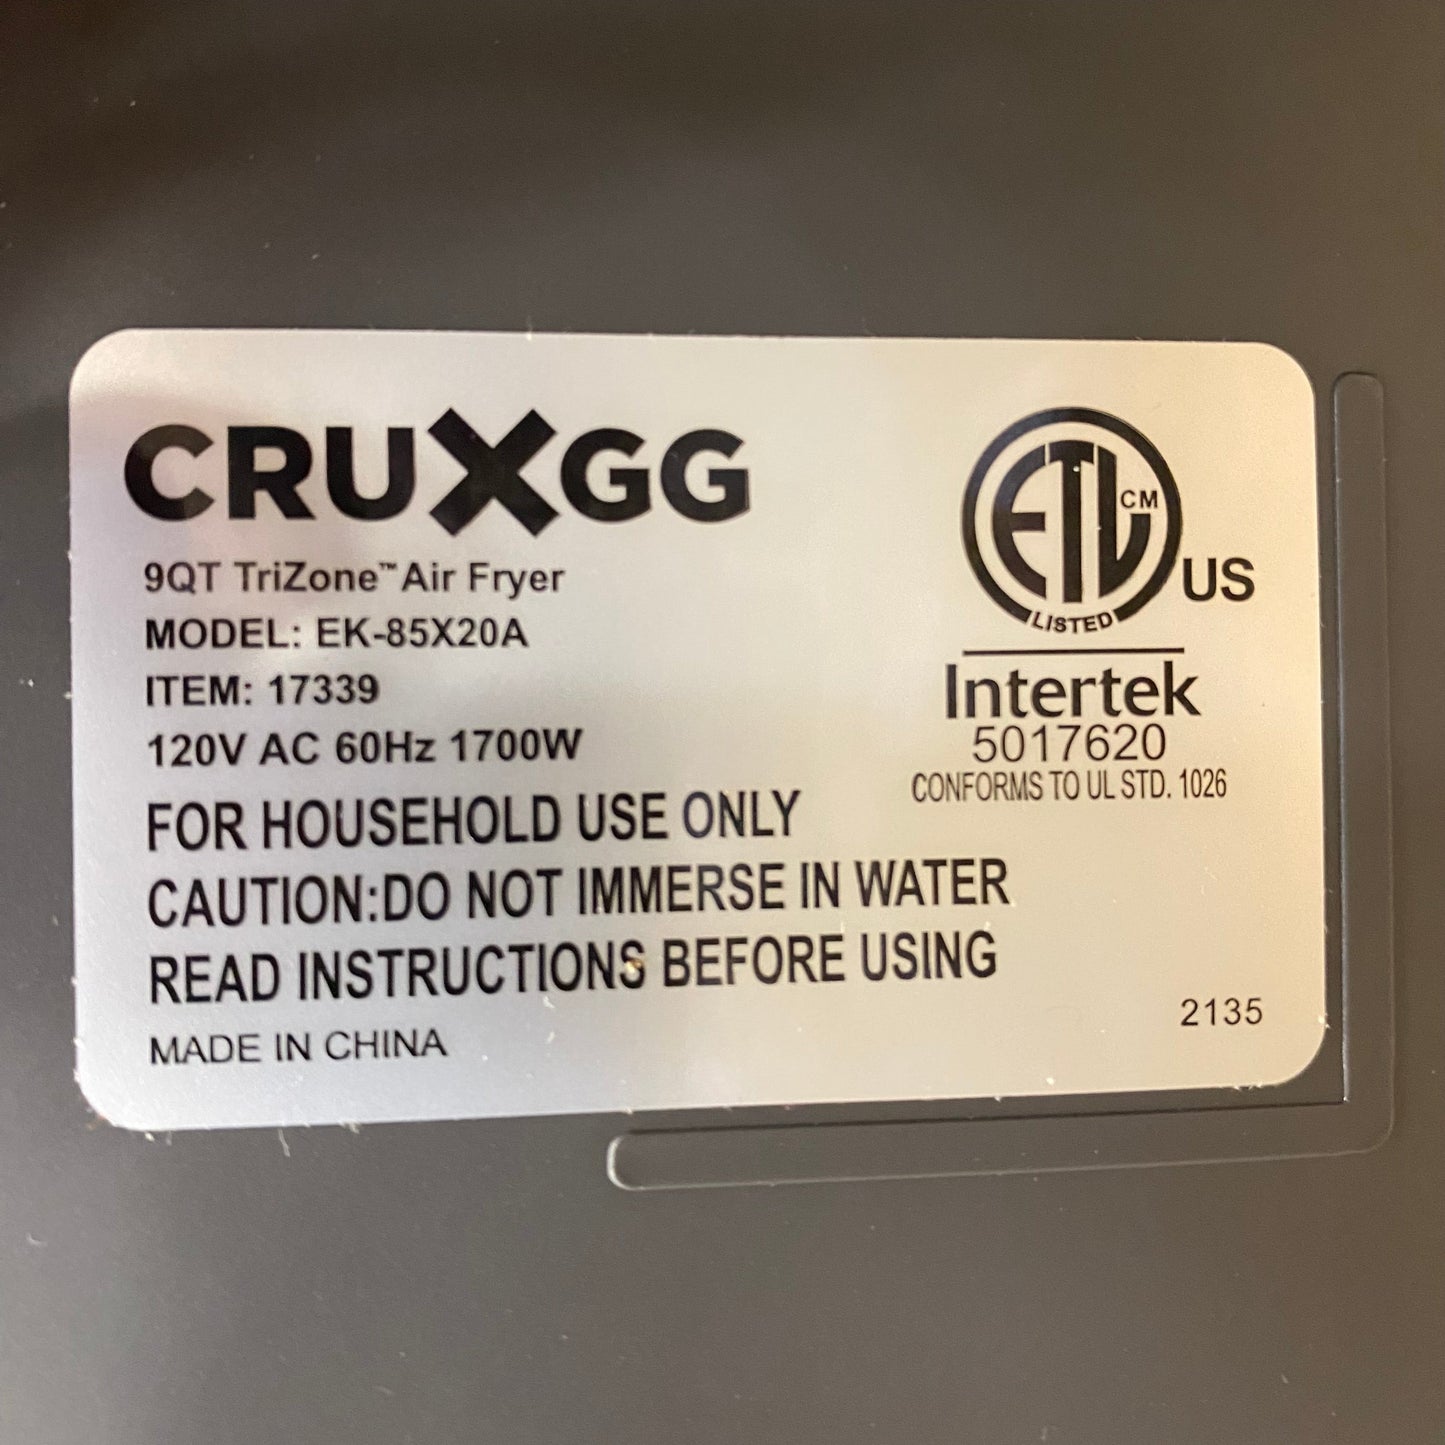 CRUXGG
9QT TriZone™ Air Fryer
MODEL: EK-85X20A
ITEM: 17339
120V AC 60Hz 1700W
FOR HOUSEHOLD USE ONLY
CAUTION:DO NOT IMMERSE IN WATER
READ INSTRUCTIONS BEFORE USING
MADE IN CHINA
ETL CM
LISTED
US
Intertek
5017620
CONFORMS TO UL STD. 1026
2135